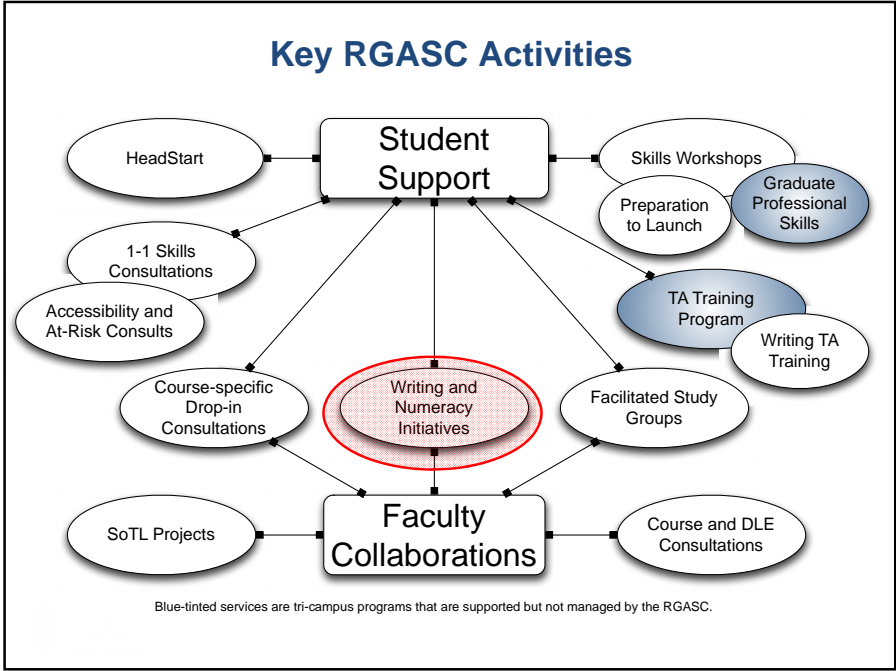 Key RGASC Activities
Student
Support
HeadStart
Skills Workshops
Graduate
Professional
Skills
Preparation
to Launch
1-1 Skills
Consultations
Accessibility and
At-Risk Consults
TA Training
Program
Writing TA
Training
Course-specific
Drop-in
Consultations
Writing and
Numeracy
Initiatives
Facilitated Study
Groups
Faculty
Collaborations
SoTL Projects
Course and DLE
Consultations
Blue-tinted services are tri-campus programs that are supported but not managed by the RGASC.